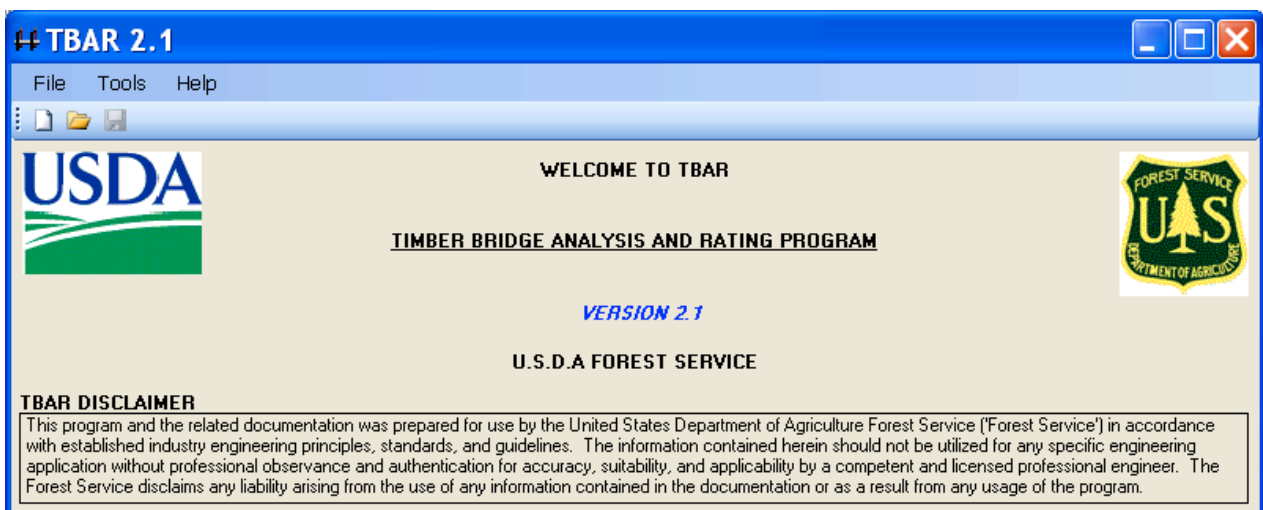 TBAR 2.1
File Tools Help
USDA
WELCOME TO TBAR
FOREST SERVICE
U S
DEPARTMENT OF AGRICULTURE
TIMBER BRIDGE ANALYSIS AND RATING PROGRAM
VERSION 2.1
U.S.D.A FOREST SERVICE
TBAR DISCLAIMER
This program and the related documentation was prepared for use by the United States Department of Agriculture Forest Service ('Forest Service') in accordance
with established industry engineering principles, standards, and guidelines. The information contained herein should not be utilized for any specific engineering
application without professional observance and authentication for accuracy, suitability, and applicability by a competent and licensed professional engineer. The
Forest Service disclaims any liability arising from the use of any information contained in the documentation or as a result from any usage of the program.